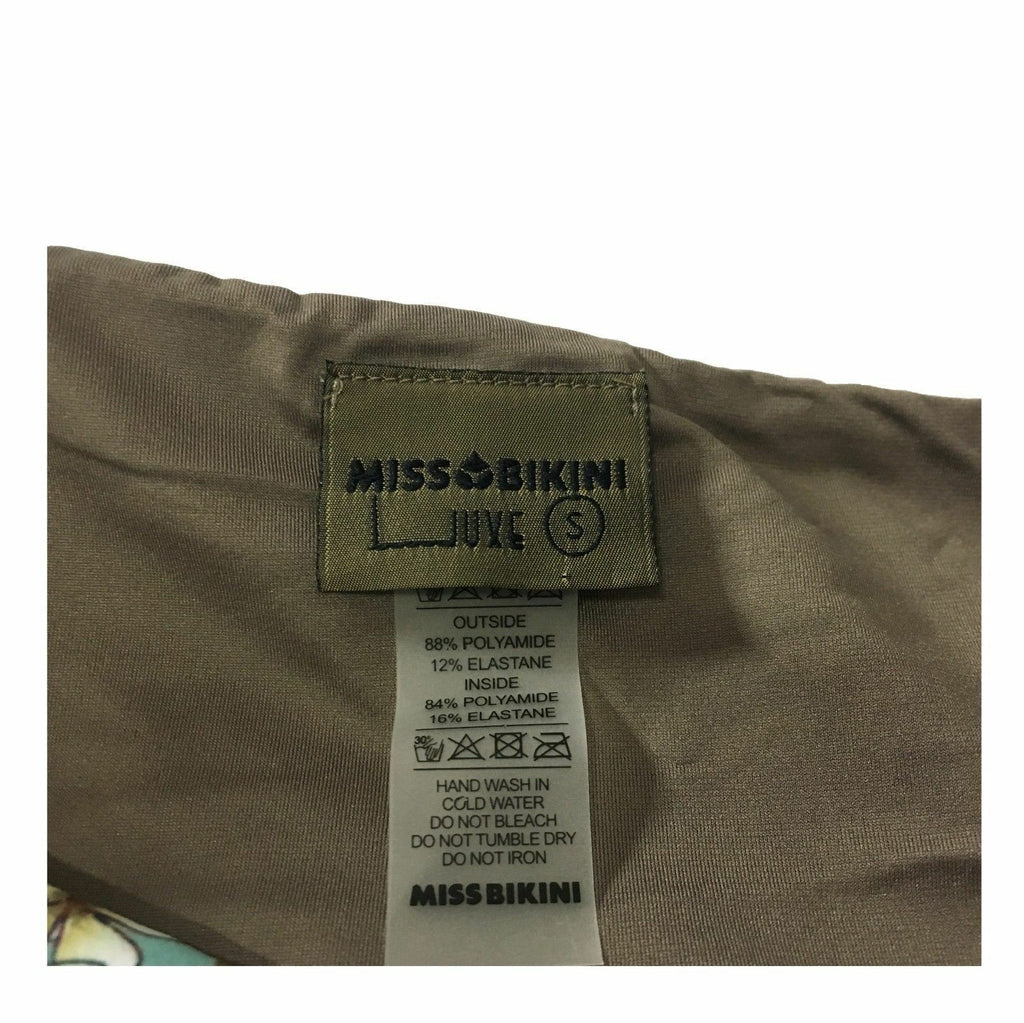 MISS BIKINI
LUXE S
OUTSIDE
88% POLYAMIDE
12% ELASTANE
INSIDE
84% POLYAMIDE
16% ELASTANE
30°
HAND WASH IN
COLD WATER
DO NOT BLEACH
DO NOT TUMBLE DRY
DO NOT IRON
MISS BIKINI